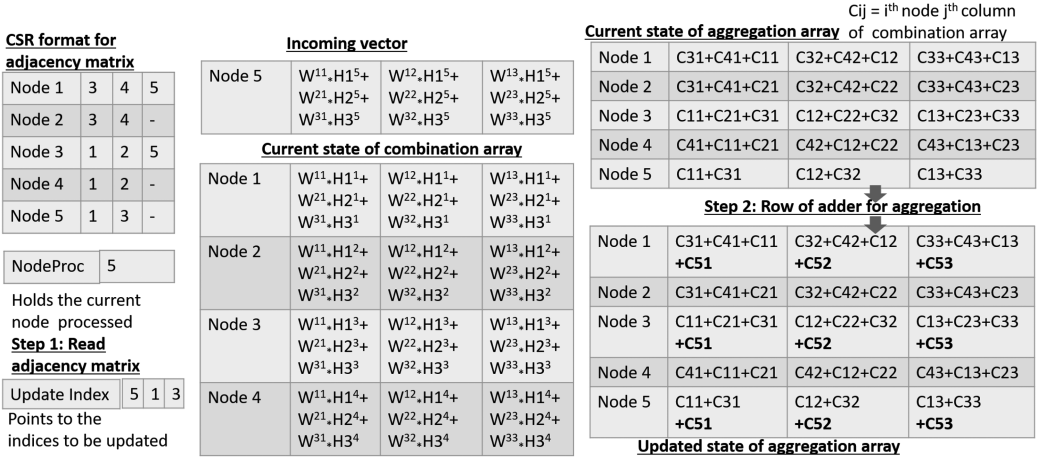 CSR format for
adjacency matrix
Node 1 3 4 5
Node 2 3 4 -
Node 3 1 2 5
Node 4 1 2 -
Node 5 1 3 -
NodeProc 5
Holds the current
node processed
Step 1: Read
adjacency matrix
Update Index 5 1 3
Points to the
indices to be updated
Incoming vector
Node 5 W¹¹*H1⁵+ W¹²*H1⁵+ W¹³*H1⁵+
W²¹*H2⁵+ W²²*H2⁵+ W²³*H2⁵+
W³¹*H3⁵ W³²*H3⁵ W³³*H3⁵
Current state of combination array
Node 1 W¹¹*H1¹+ W¹²*H1¹+ W¹³*H1¹+
W²¹*H2¹+ W²²*H2¹+ W²³*H2¹+
W³¹*H3¹ W³²*H3¹ W³³*H3¹
Node 2 W¹¹*H1²+ W¹²*H1²+ W¹³*H1²+
W²¹*H2²+ W²²*H2²+ W²³*H2²+
W³¹*H3² W³²*H3² W³³*H3²
Node 3 W¹¹*H1³+ W¹²*H1³+ W¹³*H1³+
W²¹*H2³+ W²²*H2³+ W²³*H2³+
W³¹*H3³ W³²*H3³ W³³*H3³
Node 4 W¹¹*H1⁴+ W¹²*H1⁴+ W¹³*H1⁴+
W²¹*H2⁴+ W²²*H2⁴+ W²³*H2⁴+
W³¹*H3⁴ W³²*H3⁴ W³³*H3⁴
Cij = iᵗʰ node jᵗʰ column
of combination array
Current state of aggregation array
Node 1 C31+C41+C11 C32+C42+C12 C33+C43+C13
Node 2 C31+C41+C21 C32+C42+C22 C33+C43+C23
Node 3 C11+C21+C31 C12+C22+C32 C13+C23+C33
Node 4 C41+C11+C21 C42+C12+C22 C43+C13+C23
Node 5 C11+C31 C12+C32 C13+C33
Step 2: Row of adder for aggregation
Node 1 C31+C41+C11 C32+C42+C12 C33+C43+C13
+C51 +C52 +C53
Node 2 C31+C41+C21 C32+C42+C22 C33+C43+C23
Node 3 C11+C21+C31 C12+C22+C32 C13+C23+C33
+C51 +C52 +C53
Node 4 C41+C11+C21 C42+C12+C22 C43+C13+C23
Node 5 C11+C31 C12+C32 C13+C33
+C51 +C52 +C53
Updated state of aggregation array